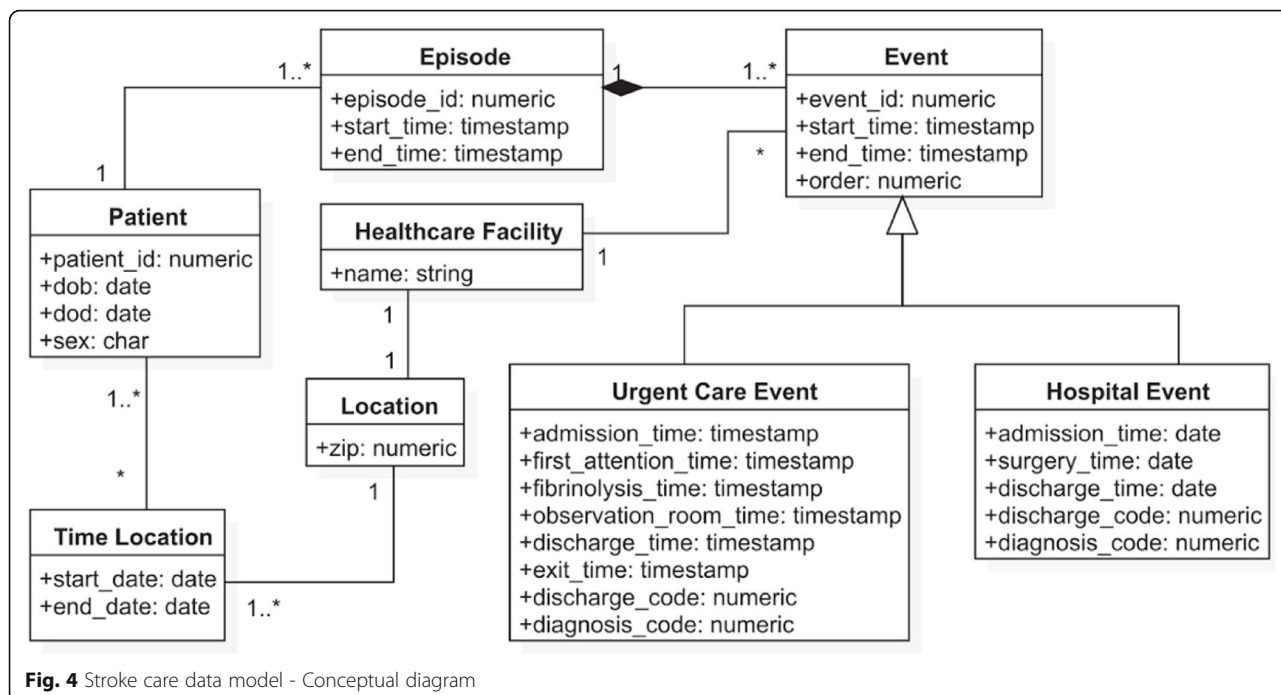 Episode
+episode_id: numeric
+start_time: timestamp
+end_time: timestamp
1..*
1
1
1..*
Event
+event_id: numeric
+start_time: timestamp
+end_time: timestamp
+order: numeric
*
1
Patient
+patient_id: numeric
+dob: date
+dod: date
+sex: char
Healthcare Facility
+name: string
1
1
Location
+zip: numeric
1
1..*
*
Time Location
+start_date: date
+end_date: date
1..*
Urgent Care Event
+admission_time: timestamp
+first_attention_time: timestamp
+fibrinolysis_time: timestamp
+observation_room_time: timestamp
+discharge_time: timestamp
+exit_time: timestamp
+discharge_code: numeric
+diagnosis_code: numeric
Hospital Event
+admission_time: date
+surgery_time: date
+discharge_time: date
+discharge_code: numeric
+diagnosis_code: numeric
Fig. 4 Stroke care data model - Conceptual diagram